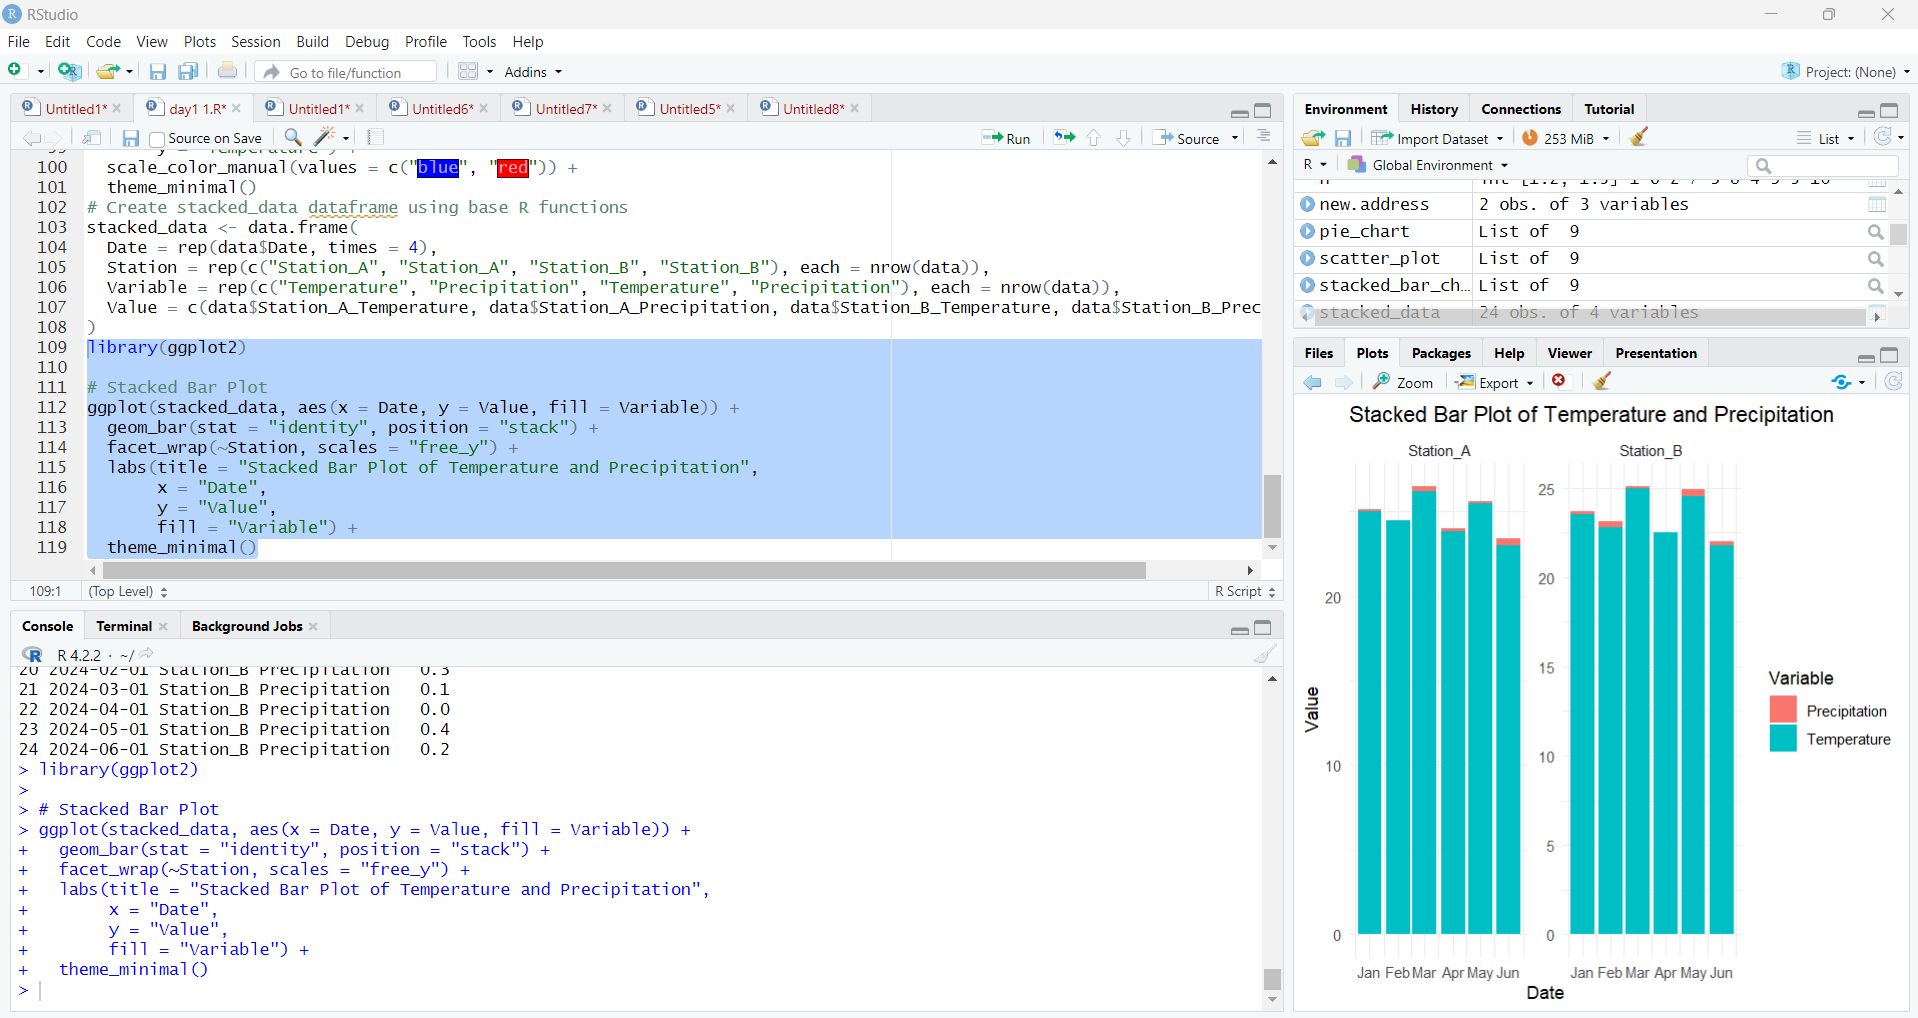 RStudio
File Edit Code View Plots Session Build Debug Profile Tools Help
Go to file/function Addins Project: (None)
Untitled1* day1 1.R* Untitled1* Untitled6* Untitled7* Untitled5* Untitled8*
Source on Save Run Source
100 scale_color_manual(values = c("blue", "red")) +
101 theme_minimal()
102 # Create stacked_data dataframe using base R functions
103 stacked_data <- data.frame(
104 Date = rep(data$Date, times = 4),
105 Station = rep(c("Station_A", "Station_A", "Station_B", "Station_B"), each = nrow(data)),
106 Variable = rep(c("Temperature", "Precipitation", "Temperature", "Precipitation"), each = nrow(data)),
107 Value = c(data$Station_A_Temperature, data$Station_A_Precipitation, data$Station_B_Temperature, data$Station_B_Prec
108 )
109 library(ggplot2)
110
111 # Stacked Bar Plot
112 ggplot(stacked_data, aes(x = Date, y = Value, fill = Variable)) +
113 geom_bar(stat = "identity", position = "stack") +
114 facet_wrap(~Station, scales = "free_y") +
115 labs(title = "Stacked Bar Plot of Temperature and Precipitation",
116 x = "Date",
117 y = "Value",
118 fill = "Variable") +
119 theme_minimal()
109:1 (Top Level) R Script
Console Terminal Background Jobs
R 4.2.2 · ~/
20 2024-02-01 Station_B Precipitation 0.3
21 2024-03-01 Station_B Precipitation 0.1
22 2024-04-01 Station_B Precipitation 0.0
23 2024-05-01 Station_B Precipitation 0.4
24 2024-06-01 Station_B Precipitation 0.2
> library(ggplot2)
>
> # Stacked Bar Plot
> ggplot(stacked_data, aes(x = Date, y = Value, fill = Variable)) +
+ geom_bar(stat = "identity", position = "stack") +
+ facet_wrap(~Station, scales = "free_y") +
+ labs(title = "Stacked Bar Plot of Temperature and Precipitation",
+ x = "Date",
+ y = "Value",
+ fill = "Variable") +
+ theme_minimal()
>
Environment History Connections Tutorial
Import Dataset 253 MiB List
R Global Environment
new.address 2 obs. of 3 variables
pie_chart List of 9
scatter_plot List of 9
stacked_bar_ch… List of 9
stacked_data 24 obs. of 4 variables
Files Plots Packages Help Viewer Presentation
Zoom Export
Stacked Bar Plot of Temperature and Precipitation
Station_A Station_B
20
10
0
25
20
15
10
5
0
Value
Jan Feb Mar Apr May Jun Jan Feb Mar Apr May Jun
Date
Variable
Precipitation
Temperature